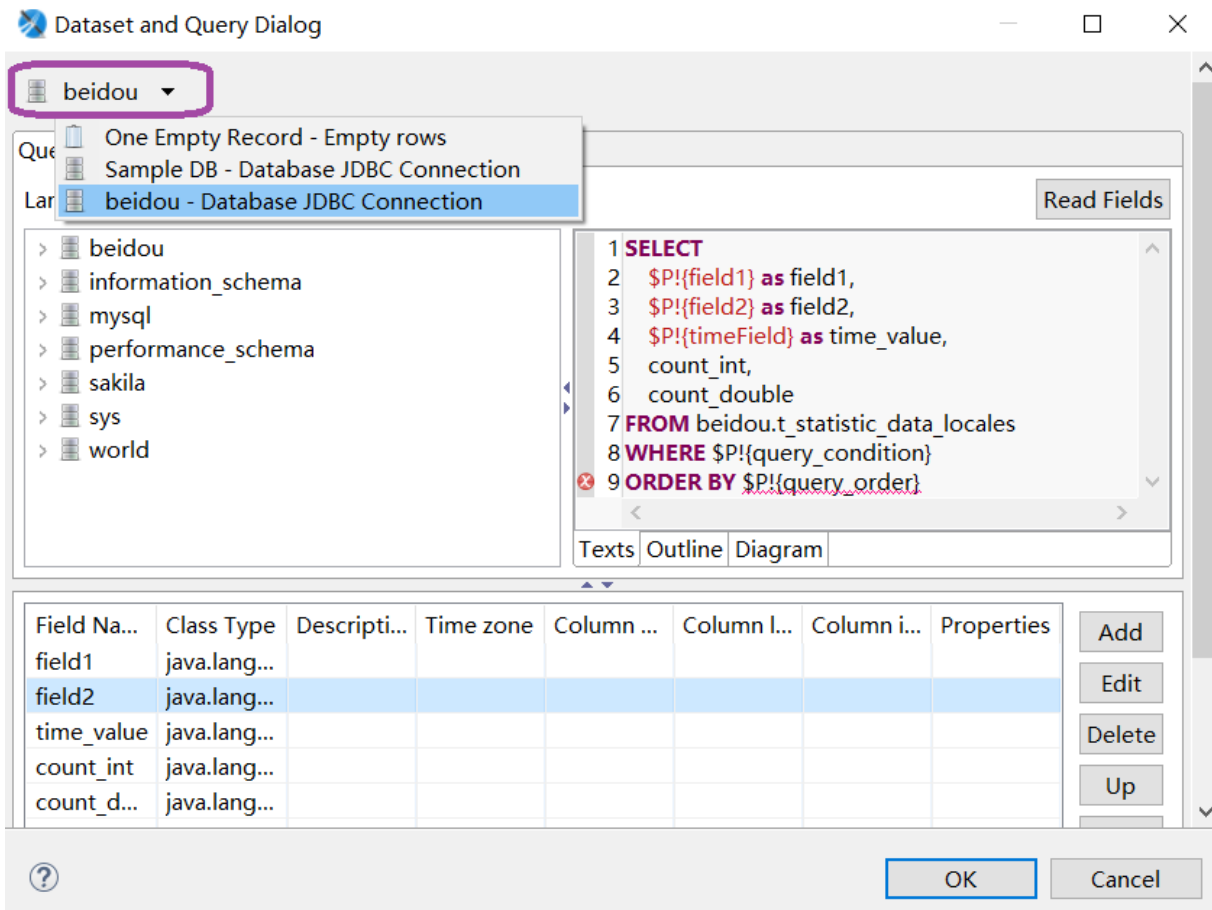 Dataset and Query Dialog
beidou
One Empty Record - Empty rows
Sample DB - Database JDBC Connection
beidou - Database JDBC Connection
Read Fields
beidou
information_schema
mysql
performance_schema
sakila
sys
world
1 SELECT
2 $P!{field1} as field1,
3 $P!{field2} as field2,
4 $P!{timeField} as time_value,
5 count_int,
6 count_double
7 FROM beidou.t_statistic_data_locales
8 WHERE $P!{query_condition}
9 ORDER BY $P!{query_order}
Texts Outline Diagram
Field Na... Class Type Descripti... Time zone Column ... Column l... Column i... Properties
field1 java.lang...
field2 java.lang...
time_value java.lang...
count_int java.lang...
count_d... java.lang...
Add
Edit
Delete
Up
OK Cancel